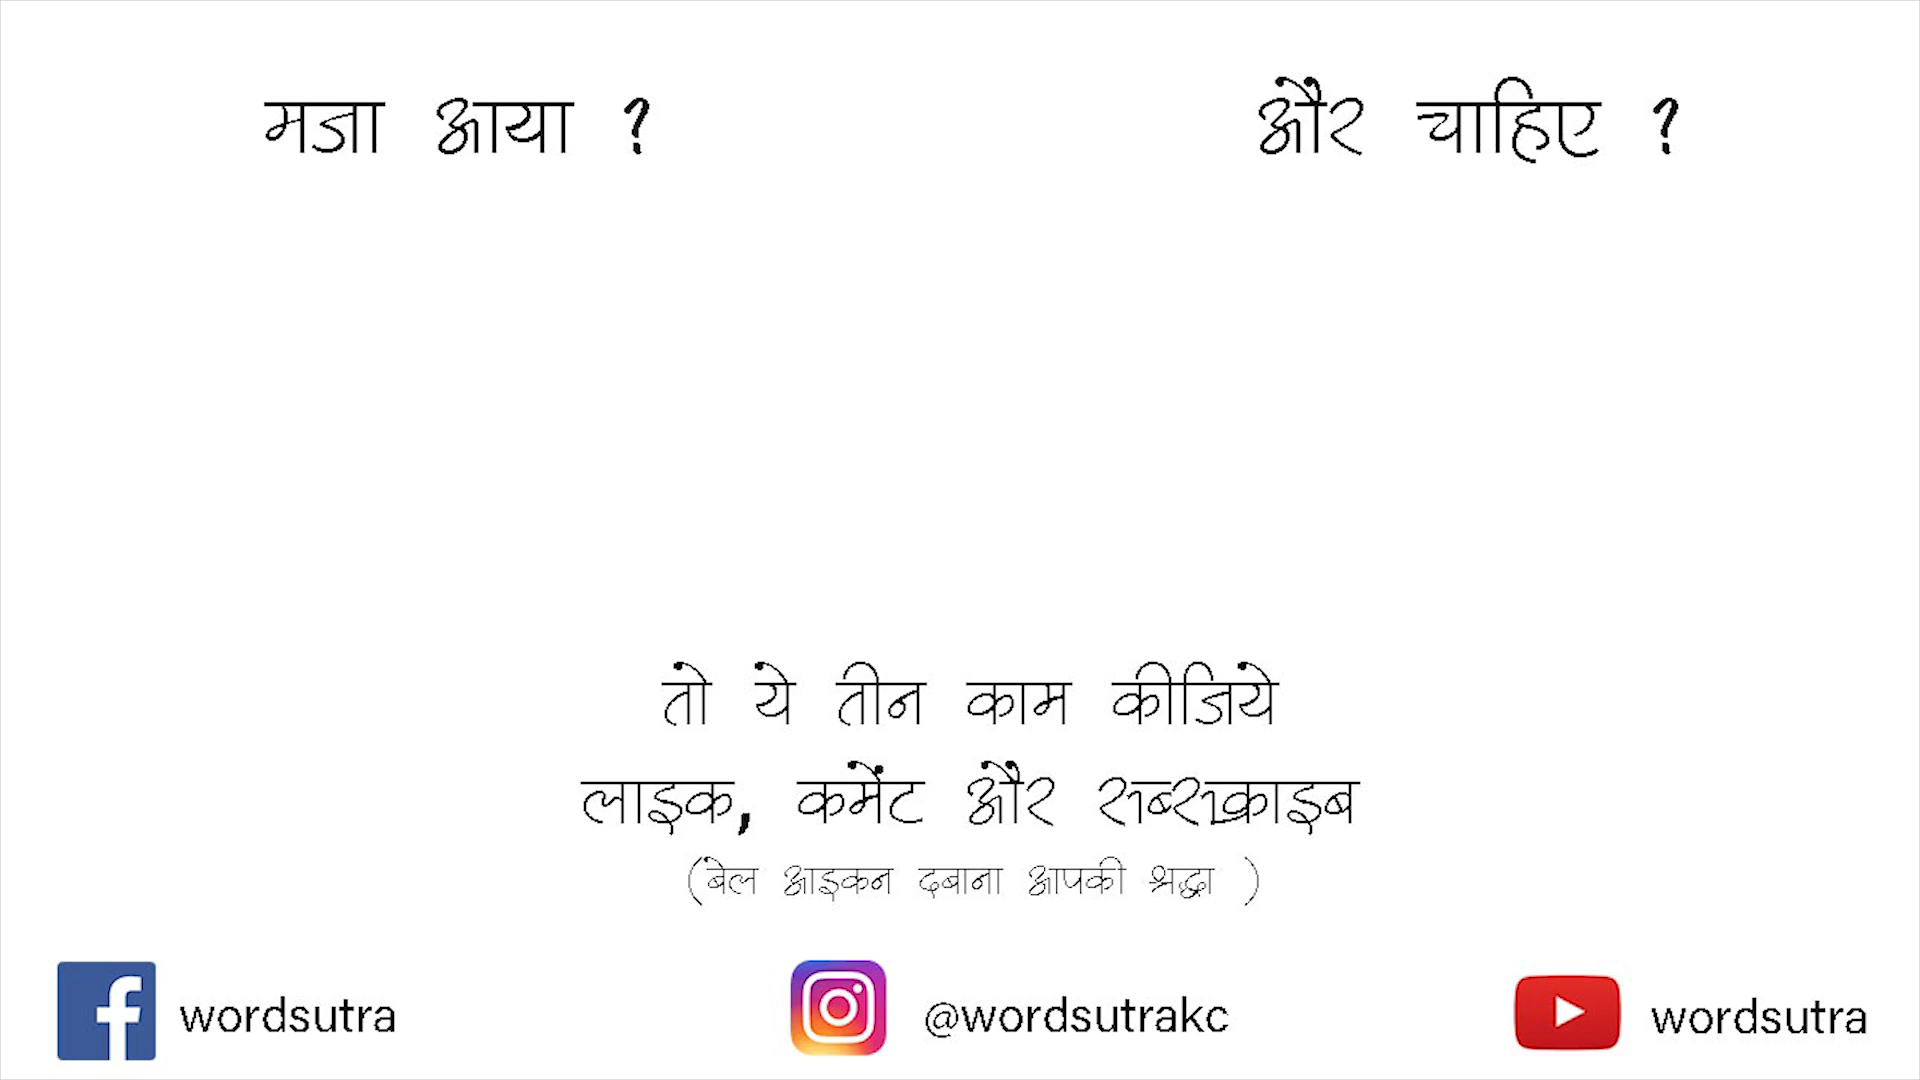 मजा आया ?
और चाहिए ?
तो ये तीन काम कीजिये
लाइक, कमेंट और सब्सक्राइब
(बेल आइकन दबाना आपकी श्रद्धा )
wordsutra
@wordsutrakc
wordsutra